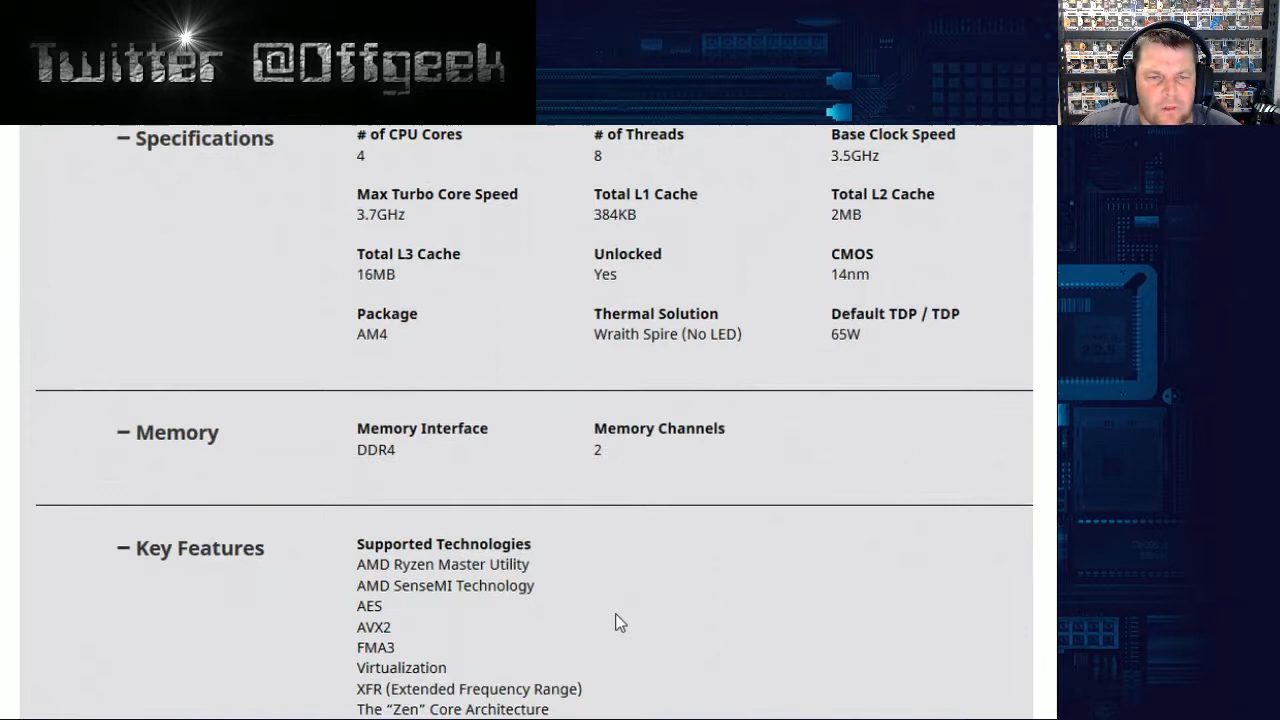 Twitter @Offgeek
− Specifications
# of CPU Cores
4
# of Threads
8
Base Clock Speed
3.5GHz
Max Turbo Core Speed
3.7GHz
Total L1 Cache
384KB
Total L2 Cache
2MB
Total L3 Cache
16MB
Unlocked
Yes
CMOS
14nm
Package
AM4
Thermal Solution
Wraith Spire (No LED)
Default TDP / TDP
65W
− Memory
Memory Interface
DDR4
Memory Channels
2
− Key Features
Supported Technologies
AMD Ryzen Master Utility
AMD SenseMI Technology
AES
AVX2
FMA3
Virtualization
XFR (Extended Frequency Range)
The “Zen” Core Architecture